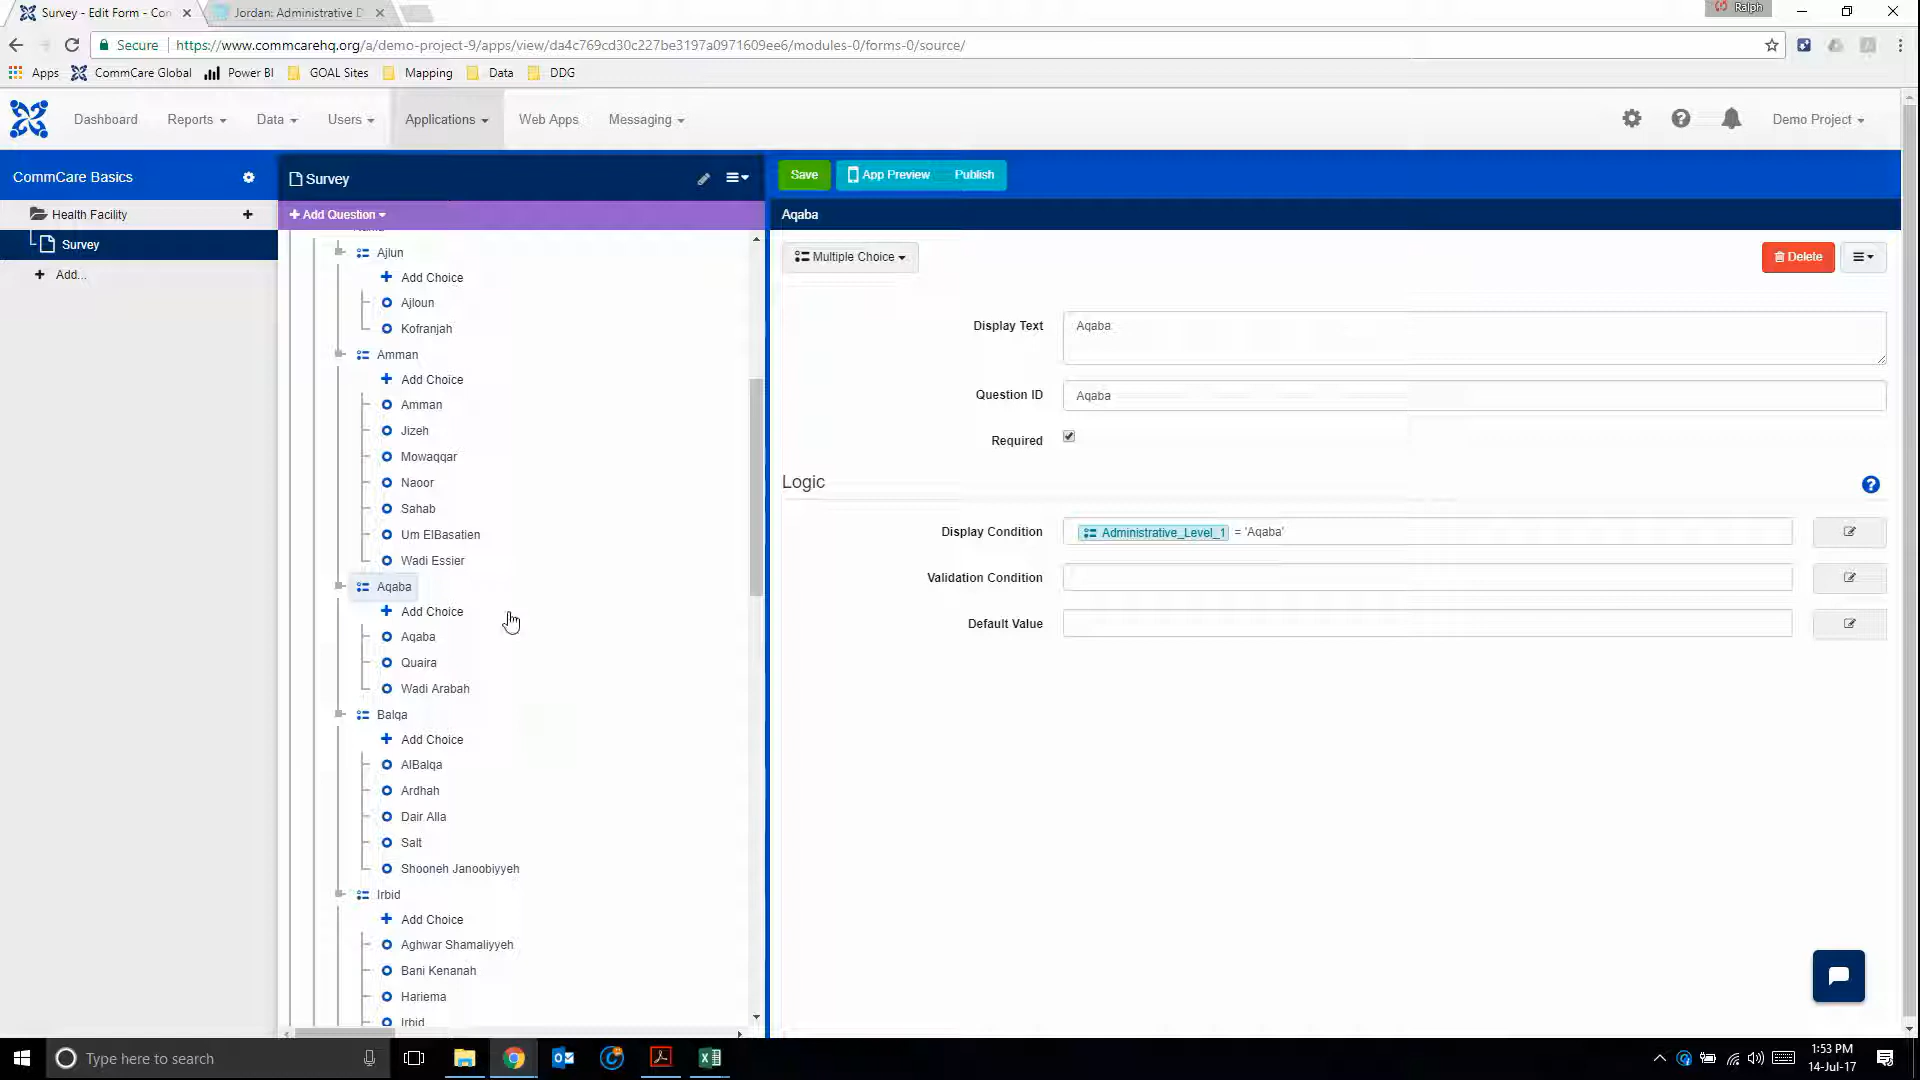 Survey - Edit Form - Con
Jordan: Administrative D
Ralph
Secure
https://www.commcarehq.org/a/demo-project-9/apps/view/da4c769cd30c227be3197a0971609ee6/modules-0/forms-0/source/
Apps
CommCare Global
Power BI
GOAL Sites
Mapping
Data
DDG
Dashboard
Reports
Data
Users
Applications
Web Apps
Messaging
Demo Project
CommCare Basics
Survey
Save
App Preview
Publish
Health Facility
Survey
Add...
Add Question
Ajlun
Add Choice
Ajloun
Kofranjah
Amman
Add Choice
Amman
Jizeh
Mowaqqar
Naoor
Sahab
Um ElBasatien
Wadi Essier
Aqaba
Add Choice
Aqaba
Quaira
Wadi Arabah
Balqa
Add Choice
AlBalqa
Ardhah
Dair Alla
Salt
Shooneh Janoobiyyeh
Irbid
Add Choice
Aghwar Shamaliyyeh
Bani Kenanah
Hariema
Irbid
Aqaba
Multiple Choice
Delete
Display Text
Aqaba
Question ID
Aqaba
Required
Logic
Display Condition
Administrative_Level_1 = 'Aqaba'
Validation Condition
Default Value
Type here to search
1:53 PM
14-Jul-17